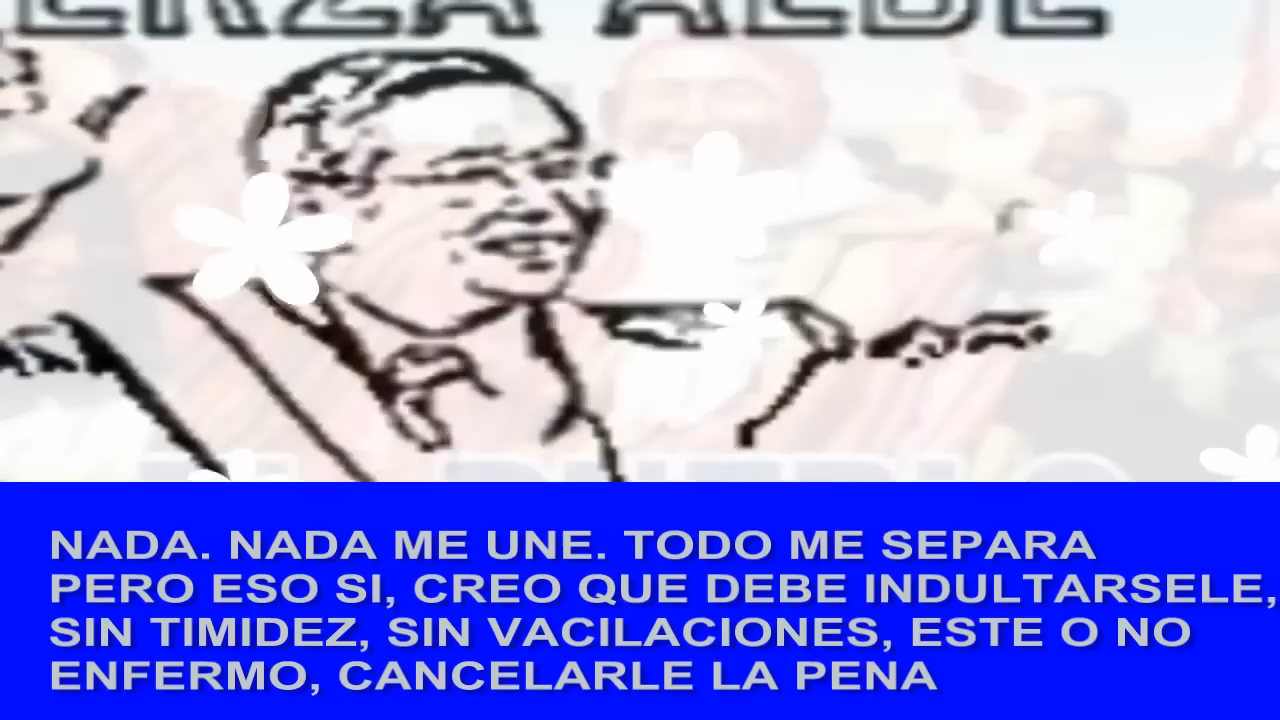 NADA. NADA ME UNE. TODO ME SEPARA
PERO ESO SI, CREO QUE DEBE INDULTARSELE,
SIN TIMIDEZ, SIN VACILACIONES, ESTE O NO
ENFERMO, CANCELARLE LA PENA